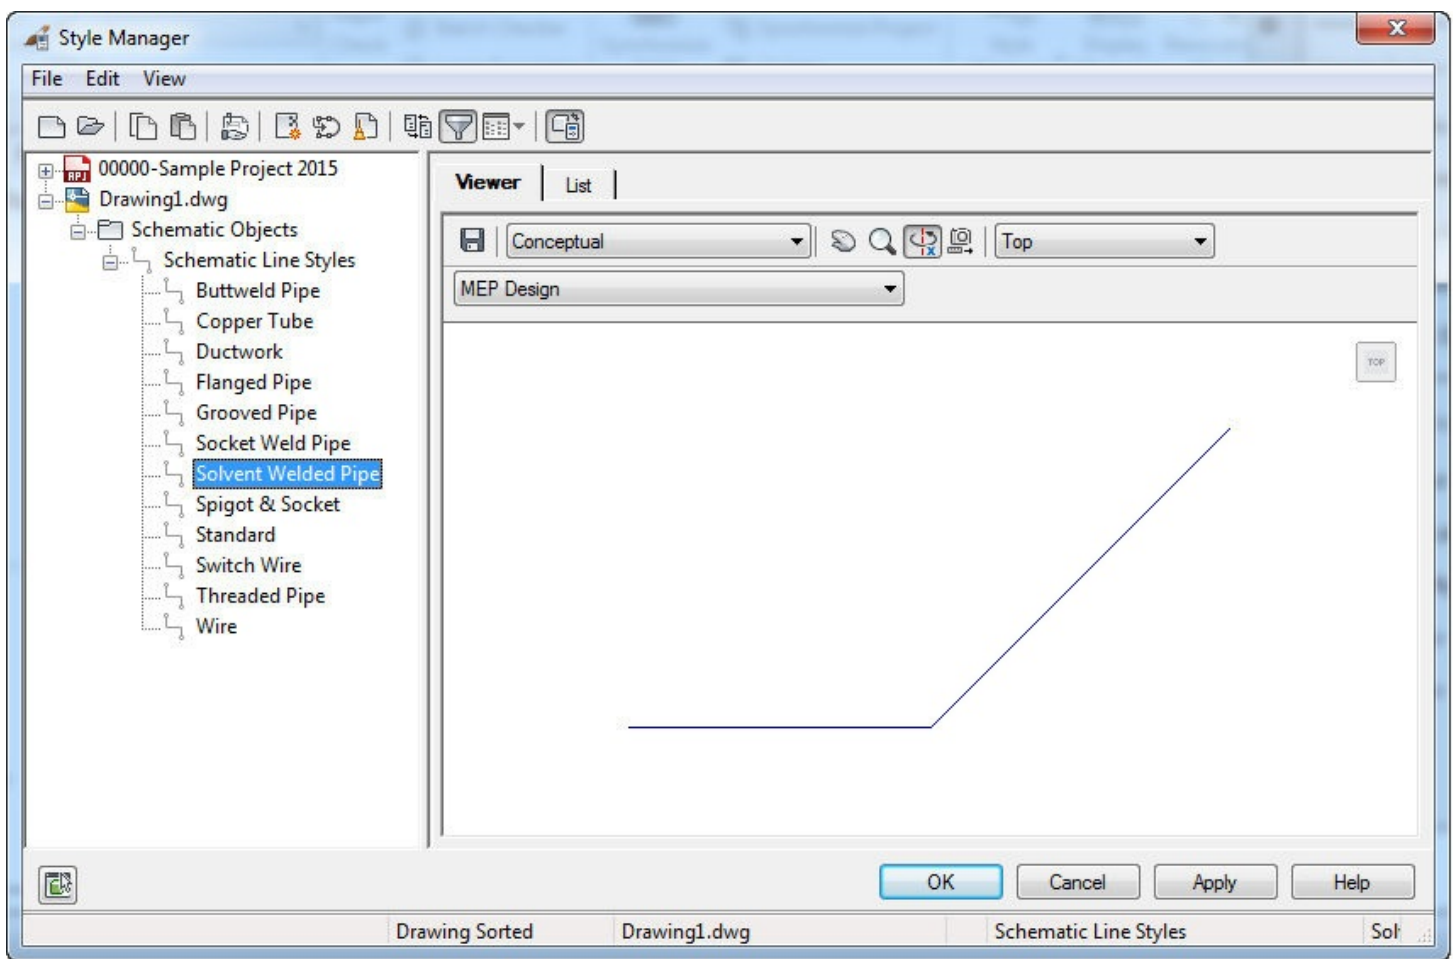 Style Manager
File Edit View
00000-Sample Project 2015
Drawing1.dwg
Schematic Objects
Schematic Line Styles
Buttweld Pipe
Copper Tube
Ductwork
Flanged Pipe
Grooved Pipe
Socket Weld Pipe
Solvent Welded Pipe
Spigot & Socket
Standard
Switch Wire
Threaded Pipe
Wire
Viewer List
Conceptual Top
MEP Design
TOP
OK Cancel Apply Help
Drawing Sorted Drawing1.dwg Schematic Line Styles Sol